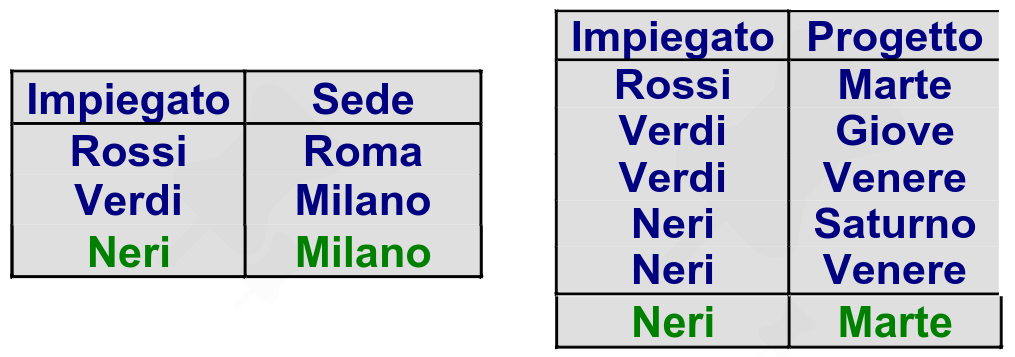 Impiegato Sede
Rossi Roma
Verdi Milano
Neri Milano
Impiegato Progetto
Rossi Marte
Verdi Giove
Verdi Venere
Neri Saturno
Neri Venere
Neri Marte